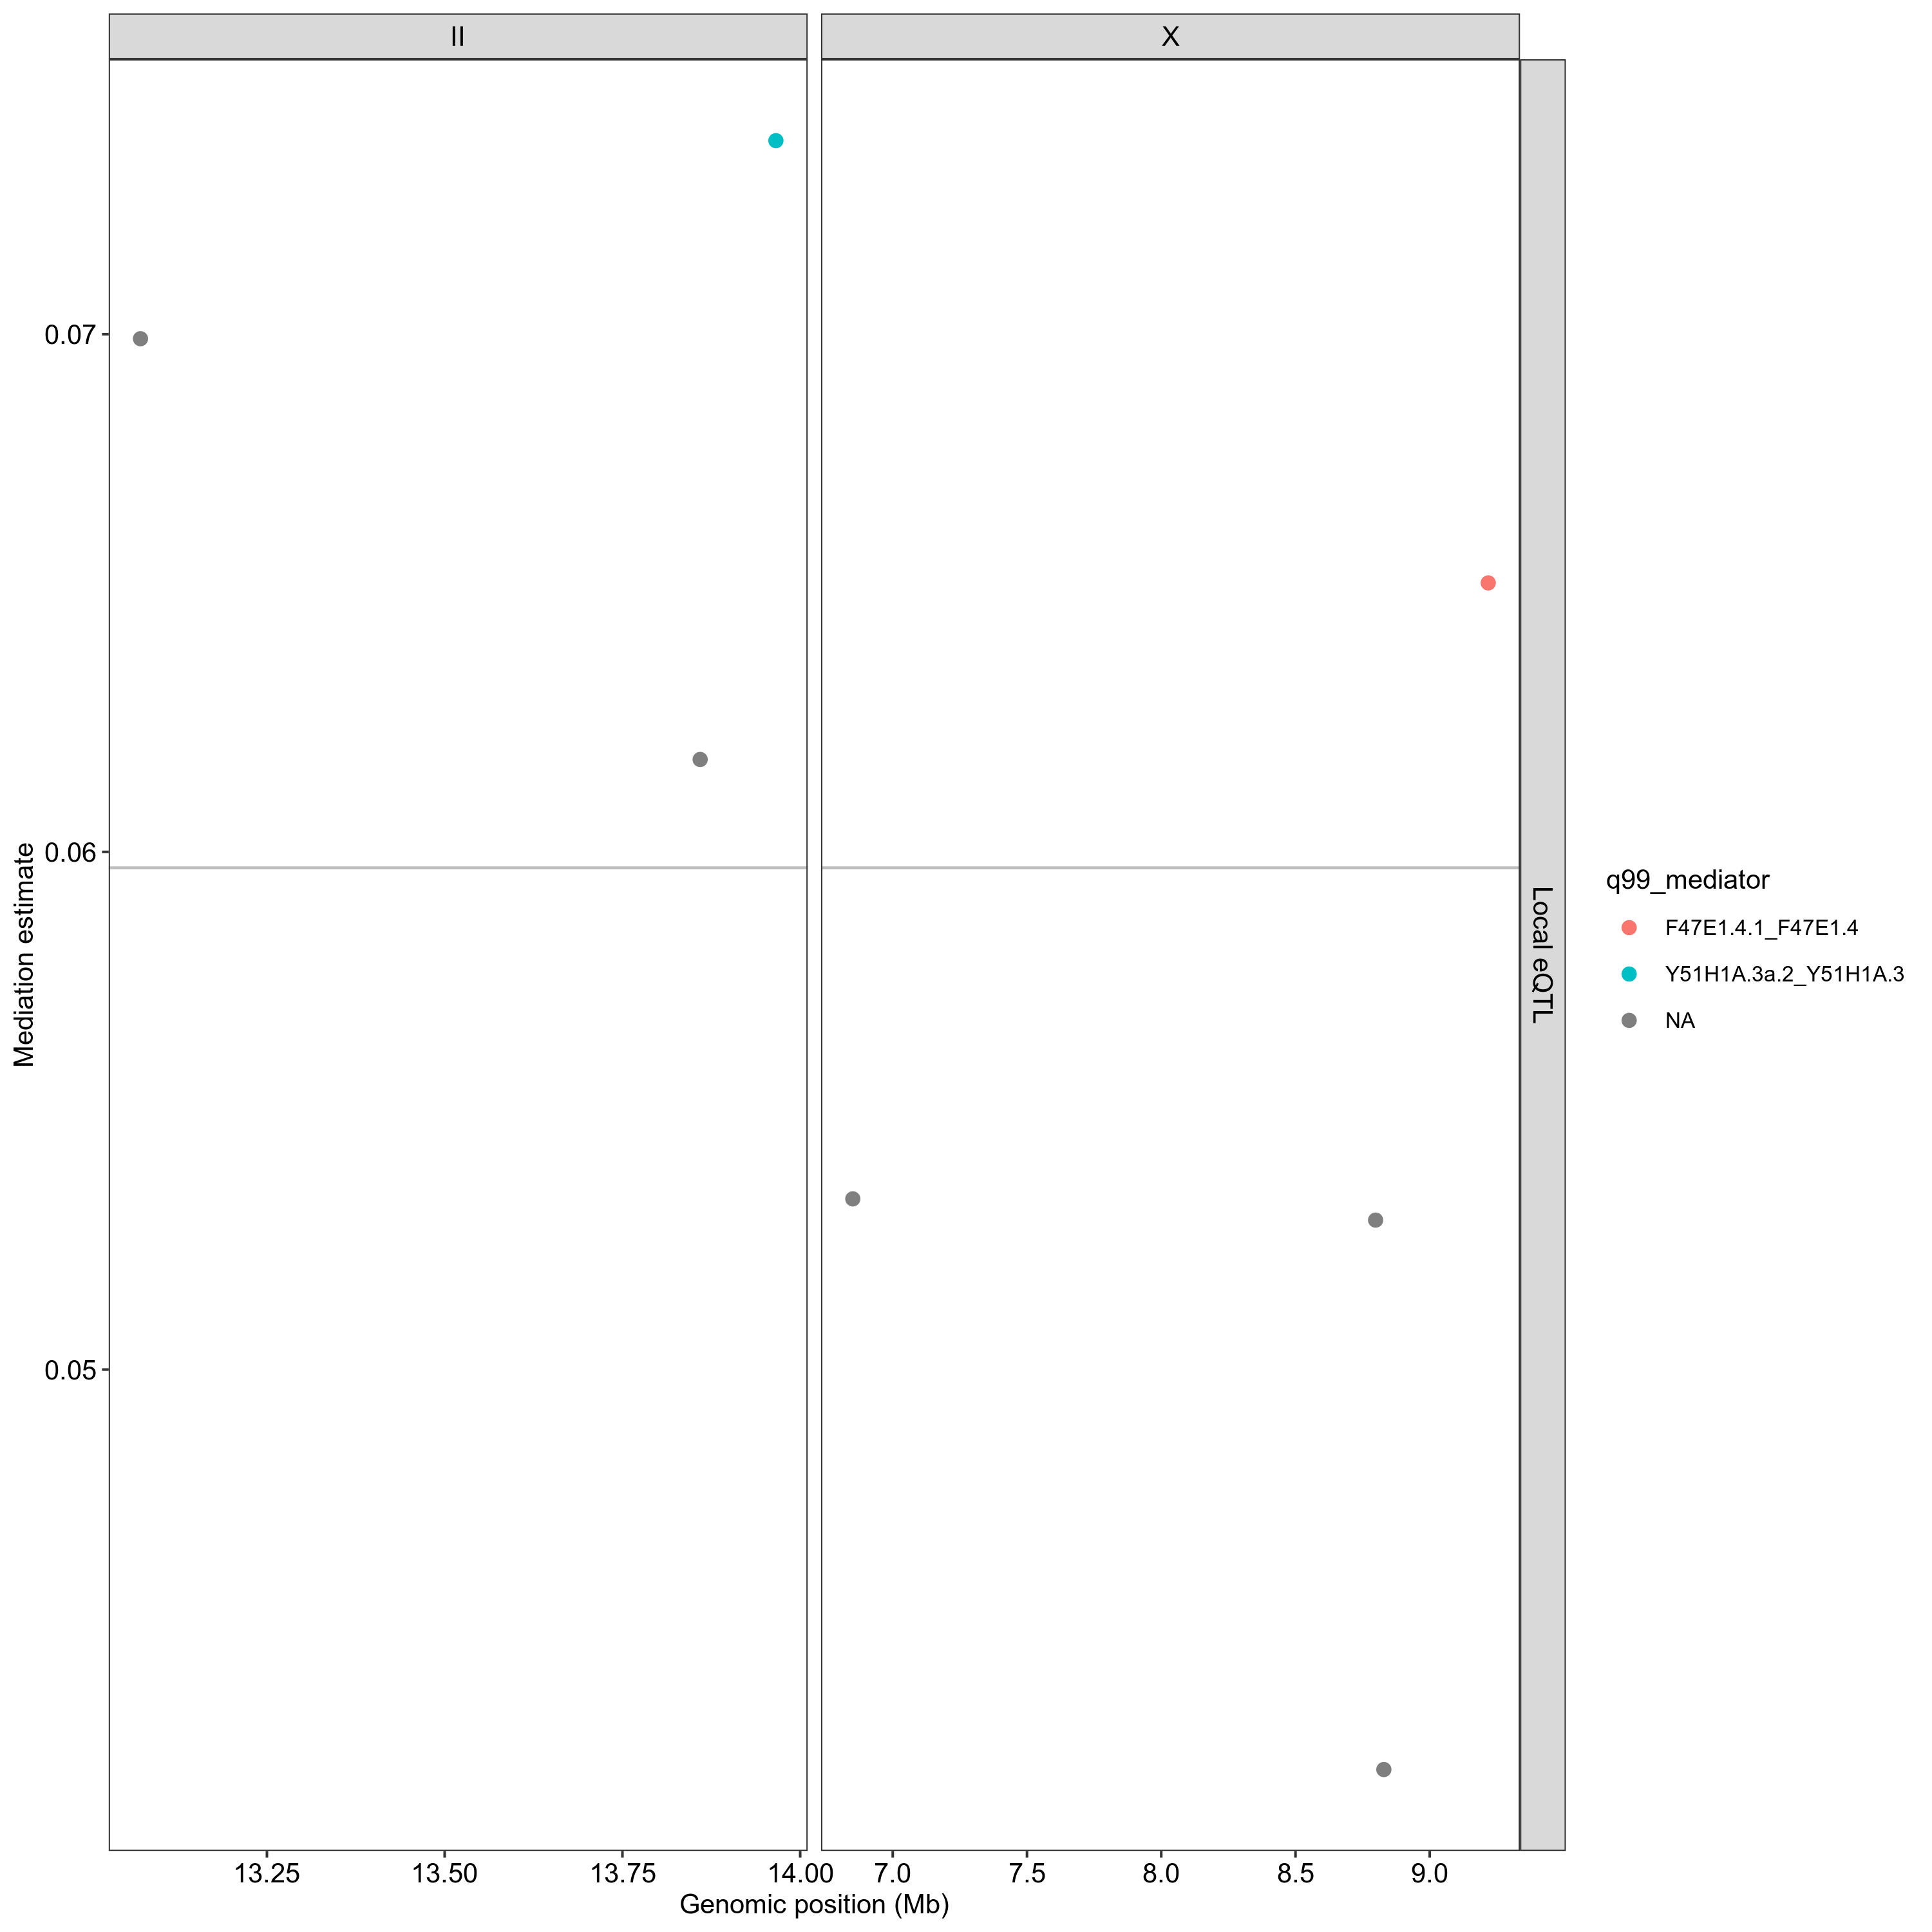 II
X
0.07
0.06
0.05
Mediation estimate
Local eQTL
13.25 13.50 13.75 14.00 7.0 7.5 8.0 8.5 9.0
Genomic position (Mb)
q99_mediator
F47E1.4.1_F47E1.4
Y51H1A.3a.2_Y51H1A.3
NA